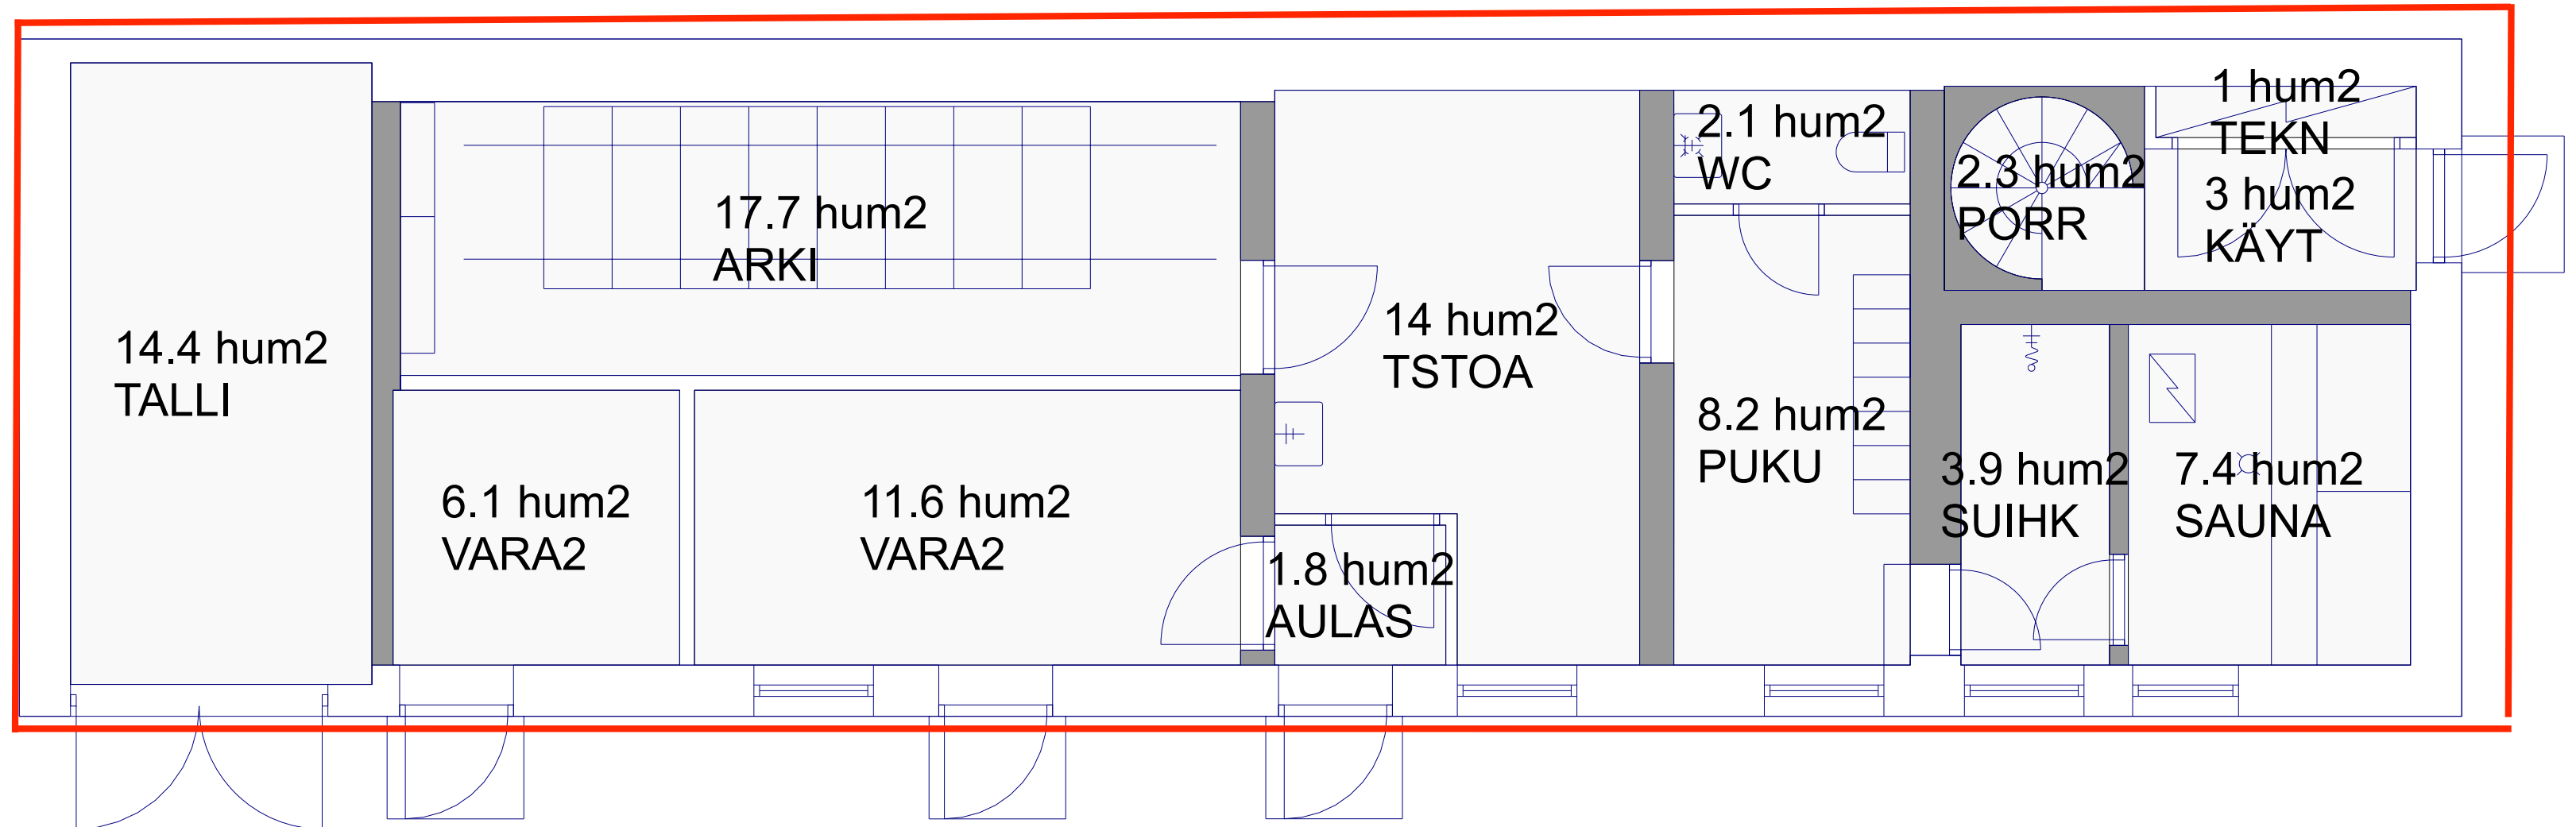 14.4 hum2
TALLI
17.7 hum2
ARKI
6.1 hum2
VARA2
11.6 hum2
VARA2
14 hum2
TSTOA
1.8 hum2
AULAS
2.1 hum2
WC
8.2 hum2
PUKU
2.3 hum2
PORR
1 hum2
TEKN
3 hum2
KÄYT
3.9 hum2
SUIHK
7.4 hum2
SAUNA